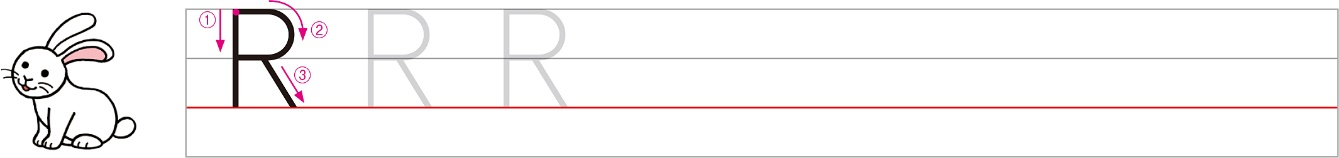 ① ② ③ R R R